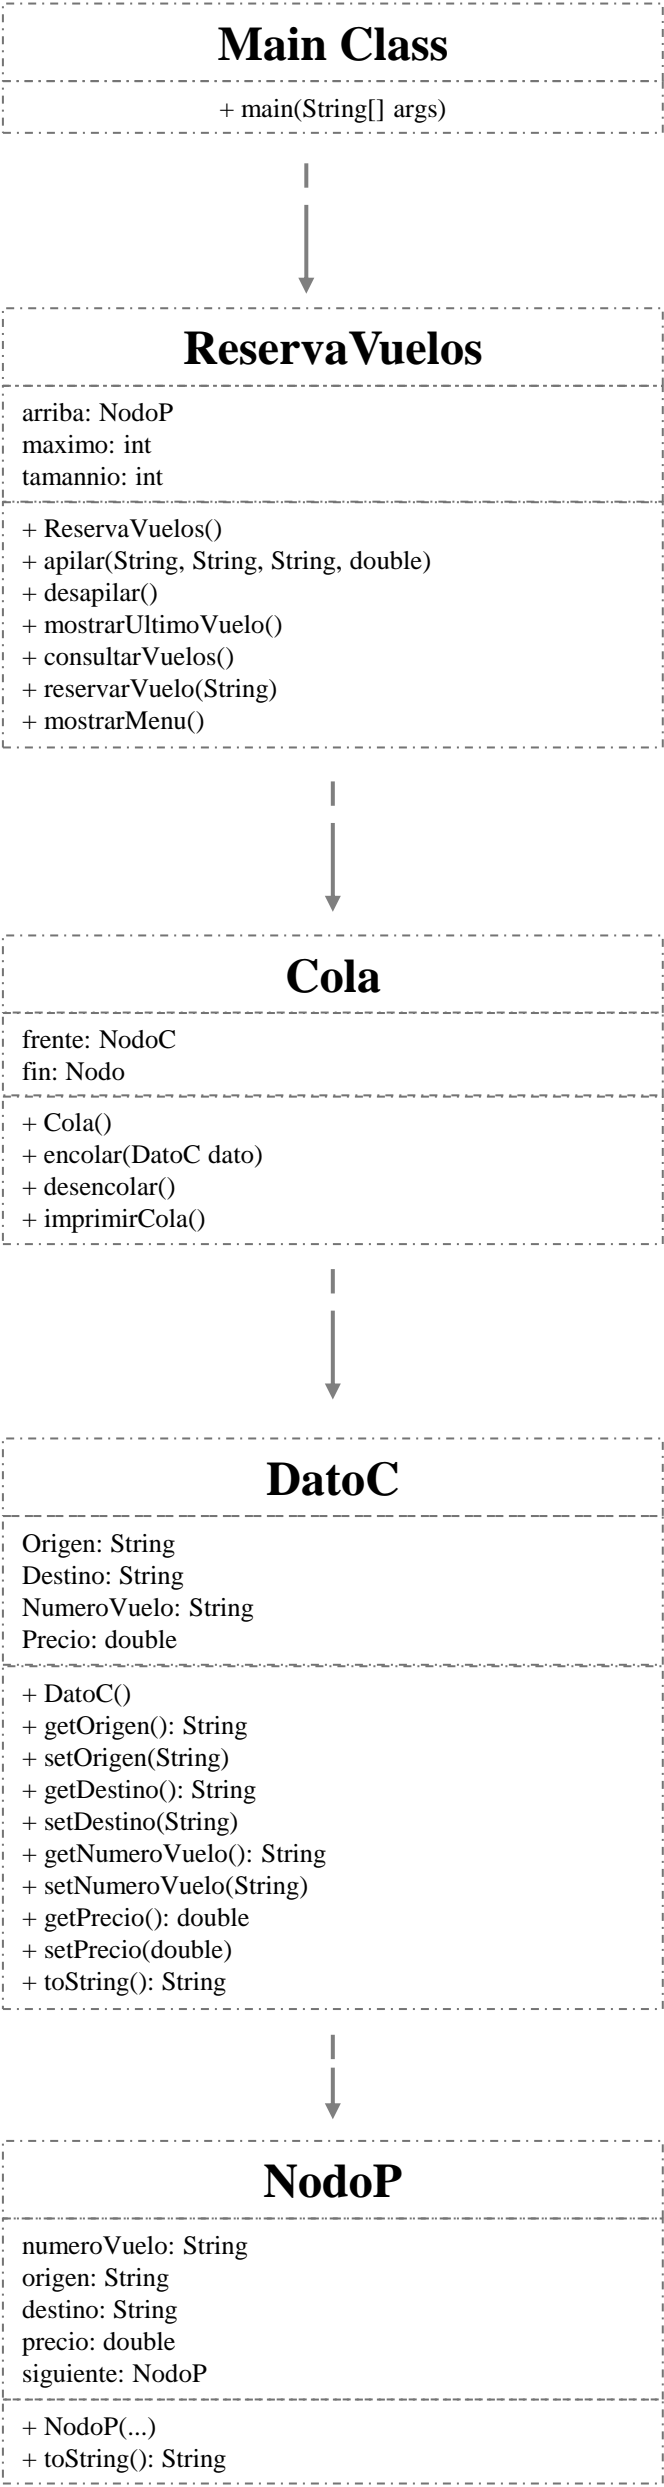 Main Class
+ main(String[] args)
ReservaVuelos
arriba: NodoP
maximo: int
tamannio: int
+ ReservaVuelos()
+ apilar(String, String, String, double)
+ desapilar()
+ mostrarUltimoVuelo()
+ consultarVuelos()
+ reservarVuelo(String)
+ mostrarMenu()
Cola
frente: NodoC
fin: Nodo
+ Cola()
+ encolar(DatoC dato)
+ desencolar()
+ imprimirCola()
DatoC
Origen: String
Destino: String
NumeroVuelo: String
Precio: double
+ DatoC()
+ getOrigen(): String
+ setOrigen(String)
+ getDestino(): String
+ setDestino(String)
+ getNumeroVuelo(): String
+ setNumeroVuelo(String)
+ getPrecio(): double
+ setPrecio(double)
+ toString(): String
NodoP
numeroVuelo: String
origen: String
destino: String
precio: double
siguiente: NodoP
+ NodoP(...)
+ toString(): String